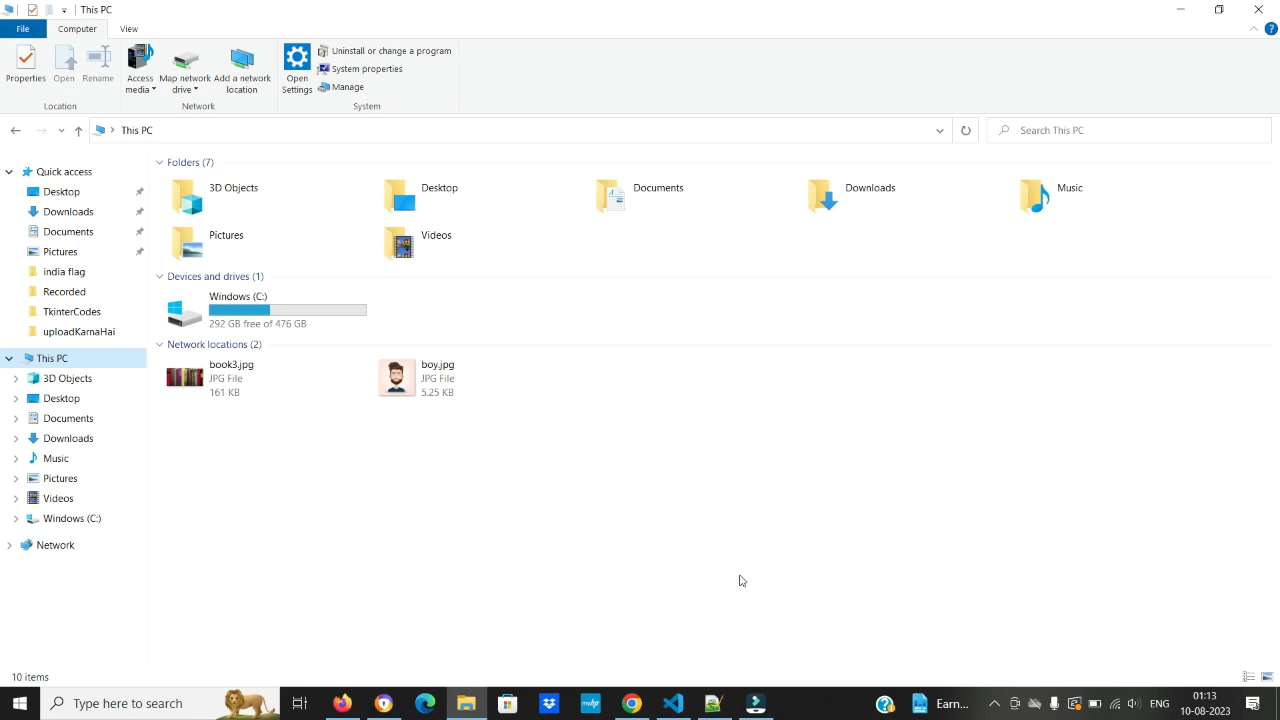 This PC
File Computer View
Properties Open Rename Access media Map network drive Add a network location Open Settings Uninstall or change a program
System properties
Manage
Location Network System
This PC Search This PC
Quick access
Desktop
Downloads
Documents
Pictures
india flag
Recorded
TkinterCodes
uploadKarnaHai
This PC
3D Objects
Desktop
Documents
Downloads
Music
Pictures
Videos
Windows (C:)
Network
Folders (7)
3D Objects Desktop Documents Downloads Music
Pictures Videos
Devices and drives (1)
Windows (C:)
292 GB free of 476 GB
Network locations (2)
book3.jpg
JPG File
161 KB
boy.jpg
JPG File
5.25 KB
10 items
Type here to search myhp Earn... ENG 01:13
10-08-2023